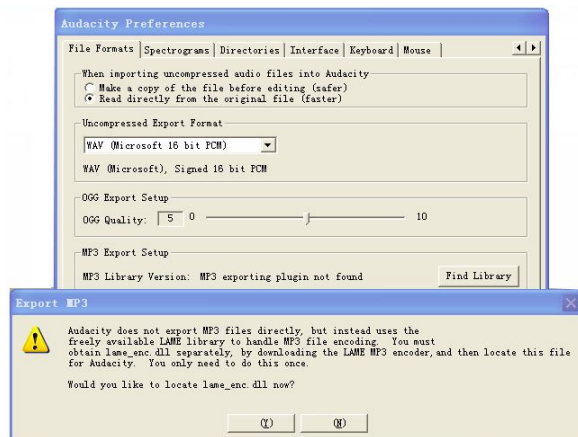 Audacity Preferences
File Formats Spectrograms Directories Interface Keyboard Mouse
When importing uncompressed audio files into Audacity
Make a copy of the file before editing (safer)
Read directly from the original file (faster)
Uncompressed Export Format
WAV (Microsoft 16 bit PCM)
WAV (Microsoft), Signed 16 bit PCM
OGG Export Setup
OGG Quality: 5 0 10
MP3 Export Setup
MP3 Library Version: MP3 exporting plugin not found Find Library
Export MP3
Audacity does not export MP3 files directly, but instead uses the
freely available LAME library to handle MP3 file encoding. You must
obtain lame_enc.dll separately, by downloading the LAME MP3 encoder, and then locate this file
for Audacity. You only need to do this once.
Would you like to locate lame_enc.dll now?
(Y) (N)